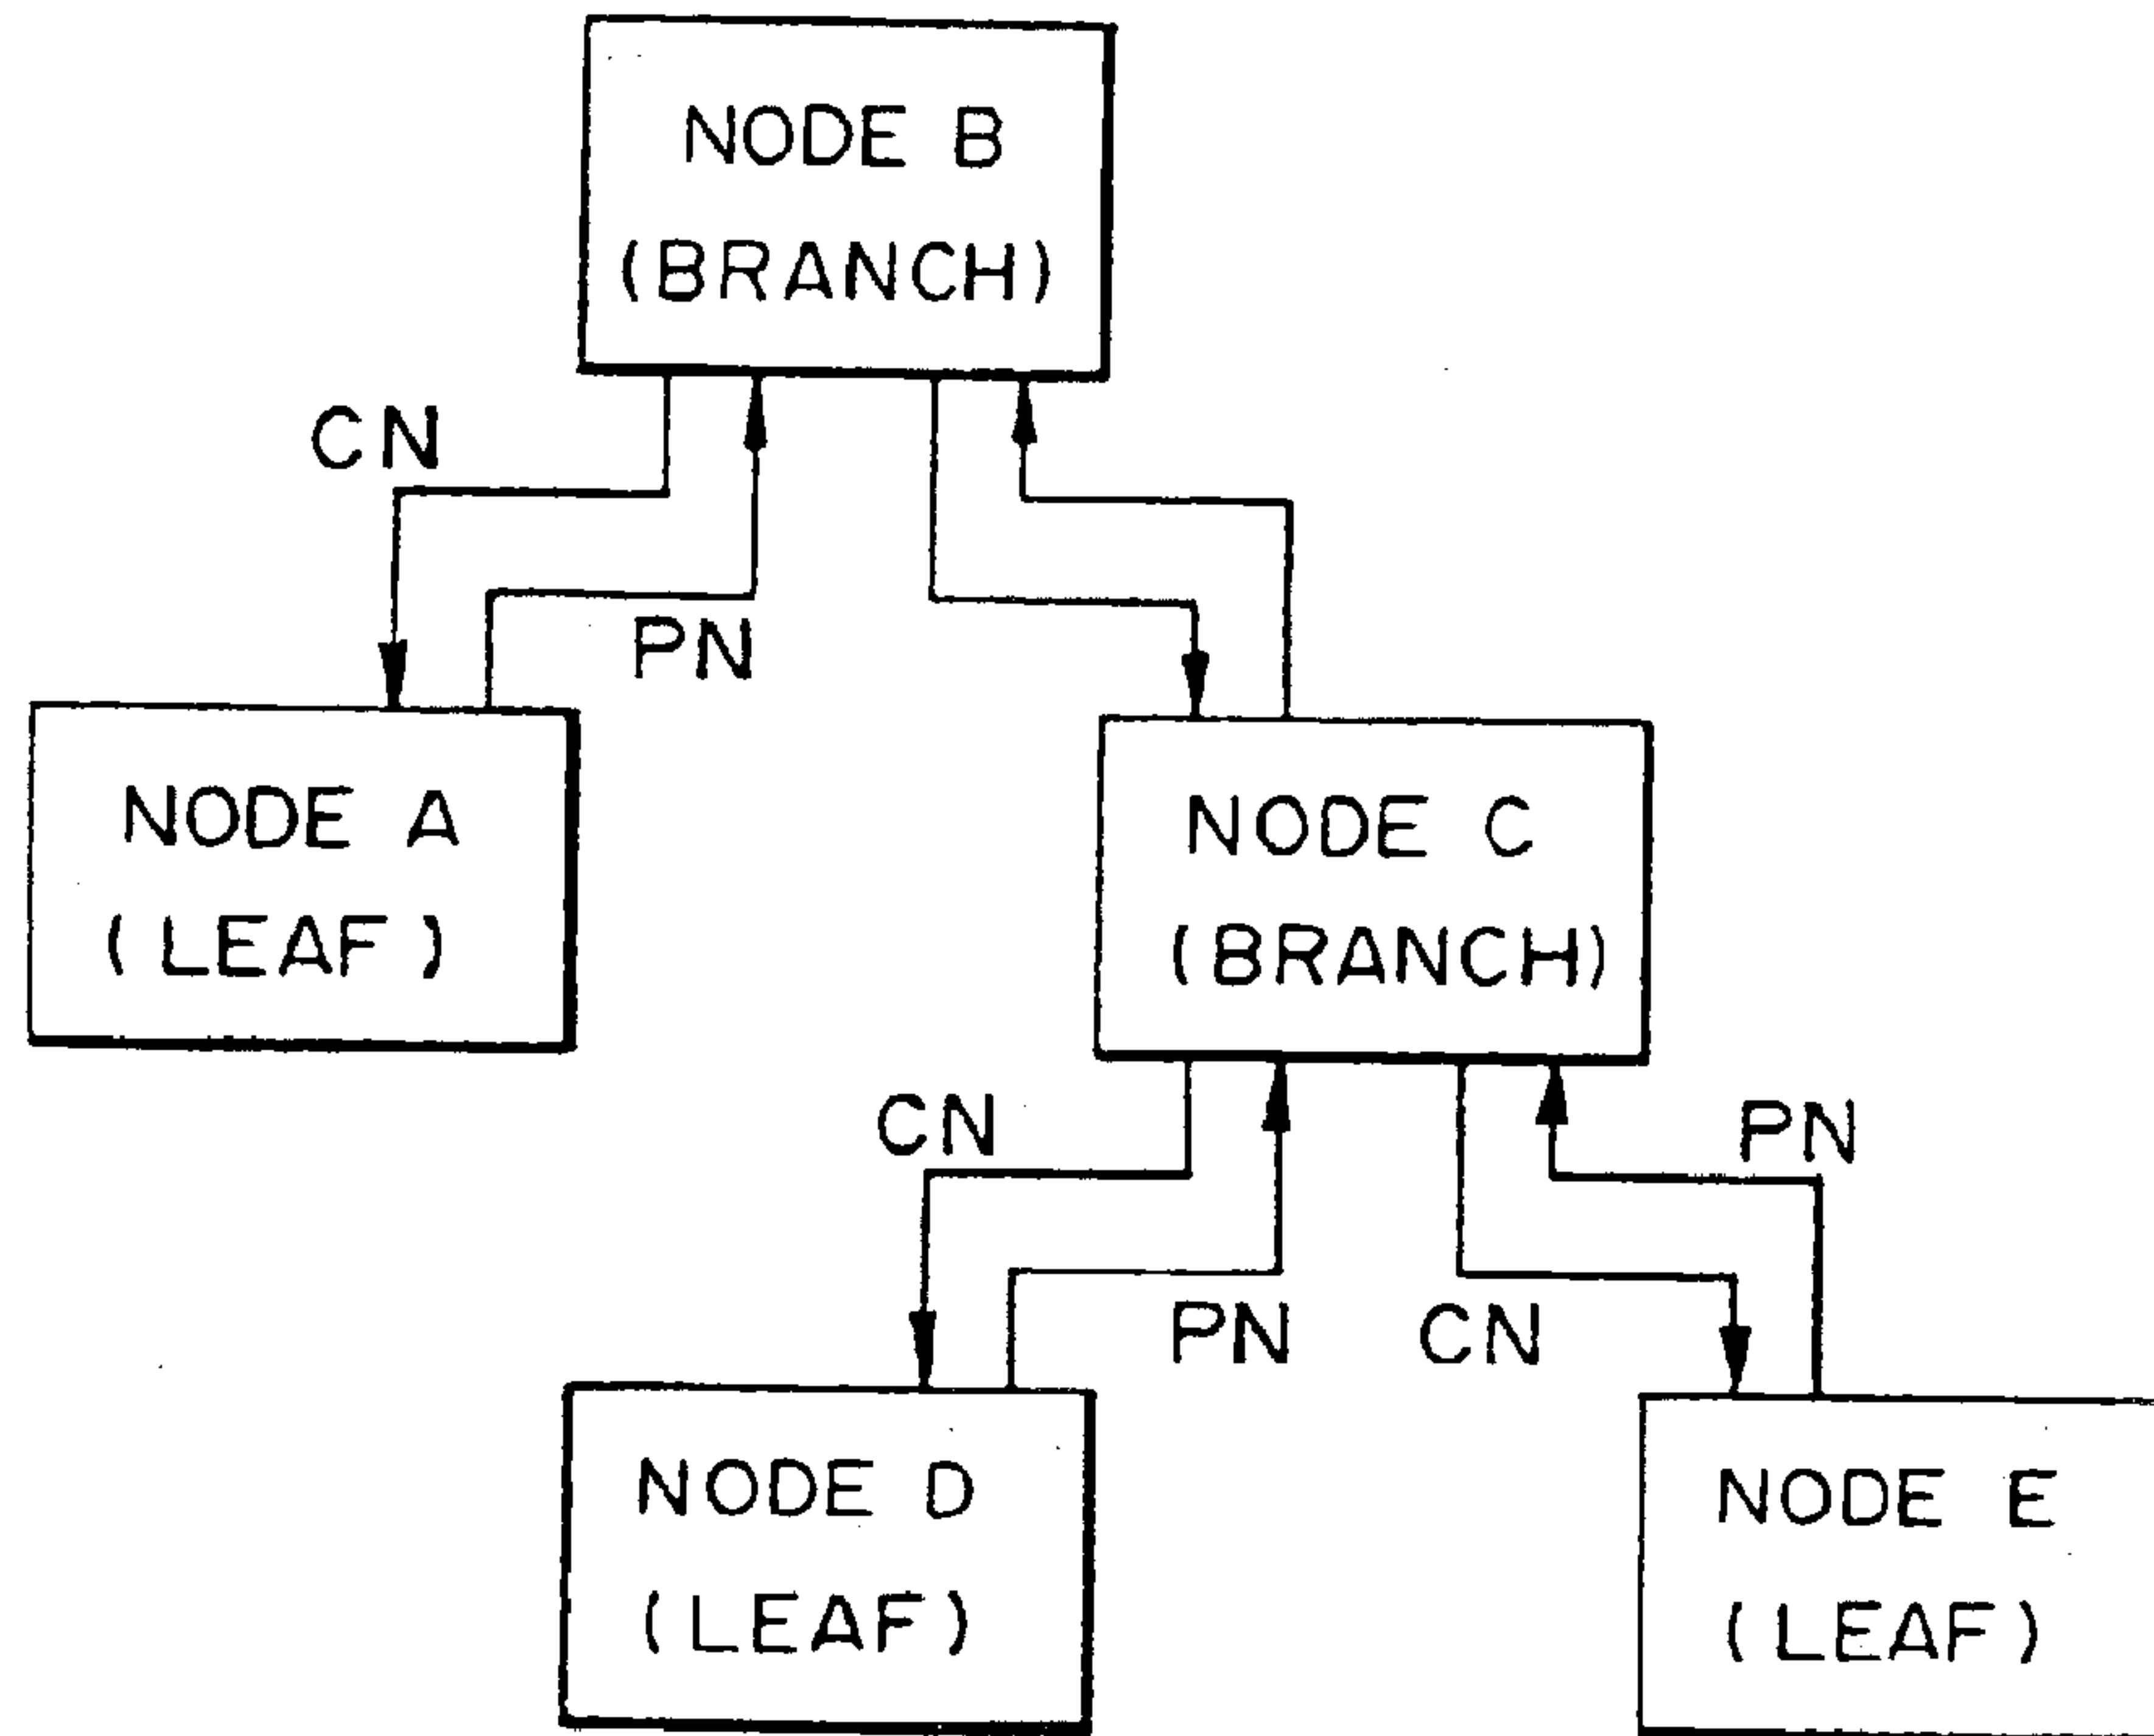 NODE B
(BRANCH)
CN
PN
NODE A
(LEAF)
NODE C
(BRANCH)
CN
PN
PN
CN
NODE D
(LEAF)
NODE E
(LEAF)